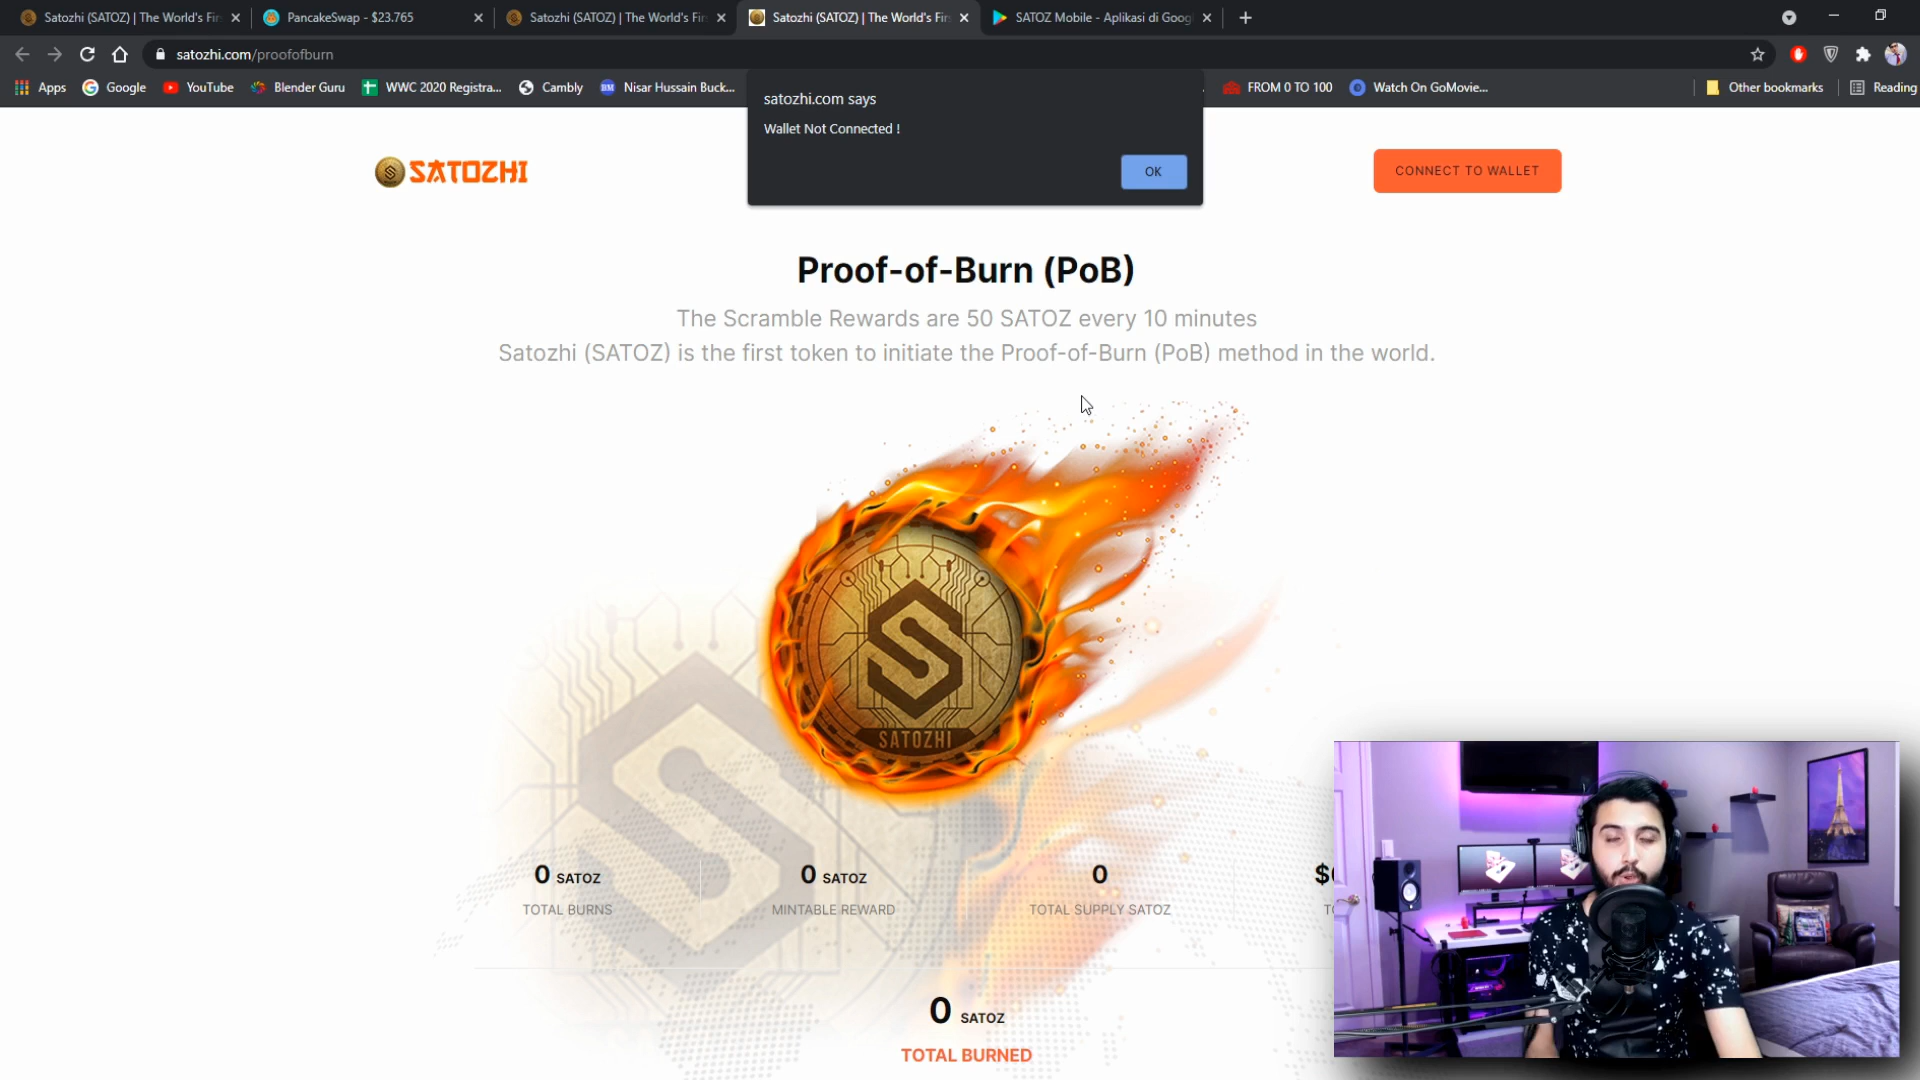 Satozhi (SATOZ) | The World's Fir
PancakeSwap - $23.765
Satozhi (SATOZ) | The World's Fir
Satozhi (SATOZ) | The World's Fir
SATOZ Mobile - Aplikasi di Goog
satozhi.com/proofofburn
Apps
Google
YouTube
Blender Guru
WWC 2020 Registra...
Cambly
BM
Nisar Hussain Buck...
FROM 0 TO 100
Watch On GoMovie...
Other bookmarks
Reading
satozhi.com says
Wallet Not Connected !
OK
SATOZHI
CONNECT TO WALLET
Proof-of-Burn (PoB)
The Scramble Rewards are 50 SATOZ every 10 minutes
Satozhi (SATOZ) is the first token to initiate the Proof-of-Burn (PoB) method in the world.
SATOZHI
0 SATOZ
TOTAL BURNS
0 SATOZ
MINTABLE REWARD
0
TOTAL SUPPLY SATOZ
0 SATOZ
TOTAL BURNED